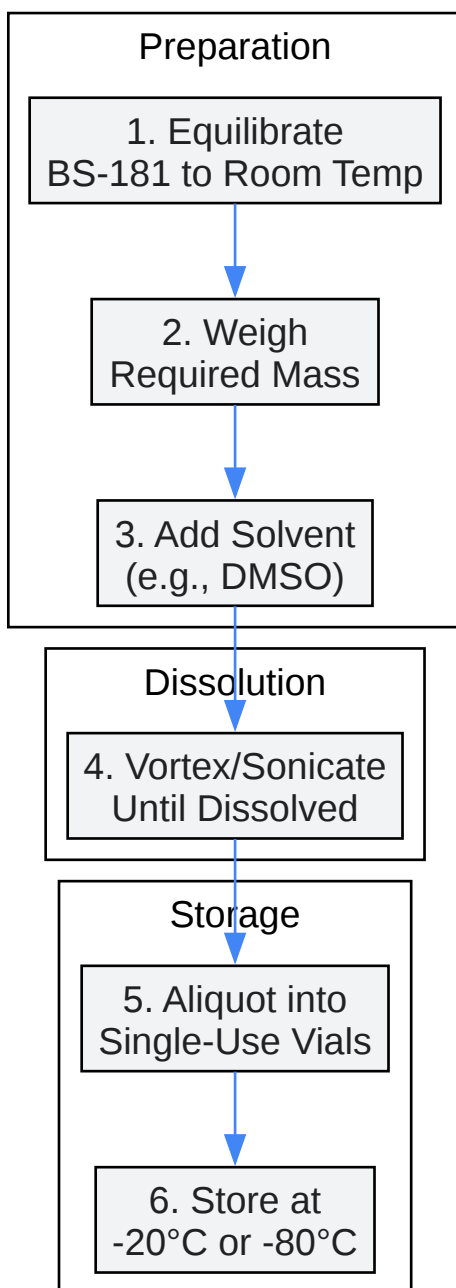 Preparation
1. Equilibrate
BS-181 to Room Temp
2. Weigh
Required Mass
3. Add Solvent
(e.g., DMSO)
Dissolution
4. Vortex/Sonicate
Until Dissolved
Storage
5. Aliquot into
Single-Use Vials
6. Store at
-20°C or -80°C